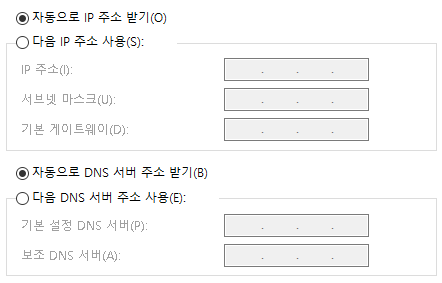 자동으로 IP 주소 받기(O)
다음 IP 주소 사용(S):
IP 주소(I):
. . .
서브넷 마스크(U):
. . .
기본 게이트웨이(D):
. . .
자동으로 DNS 서버 주소 받기(B)
다음 DNS 서버 주소 사용(E):
기본 설정 DNS 서버(P):
. . .
보조 DNS 서버(A):
. . .